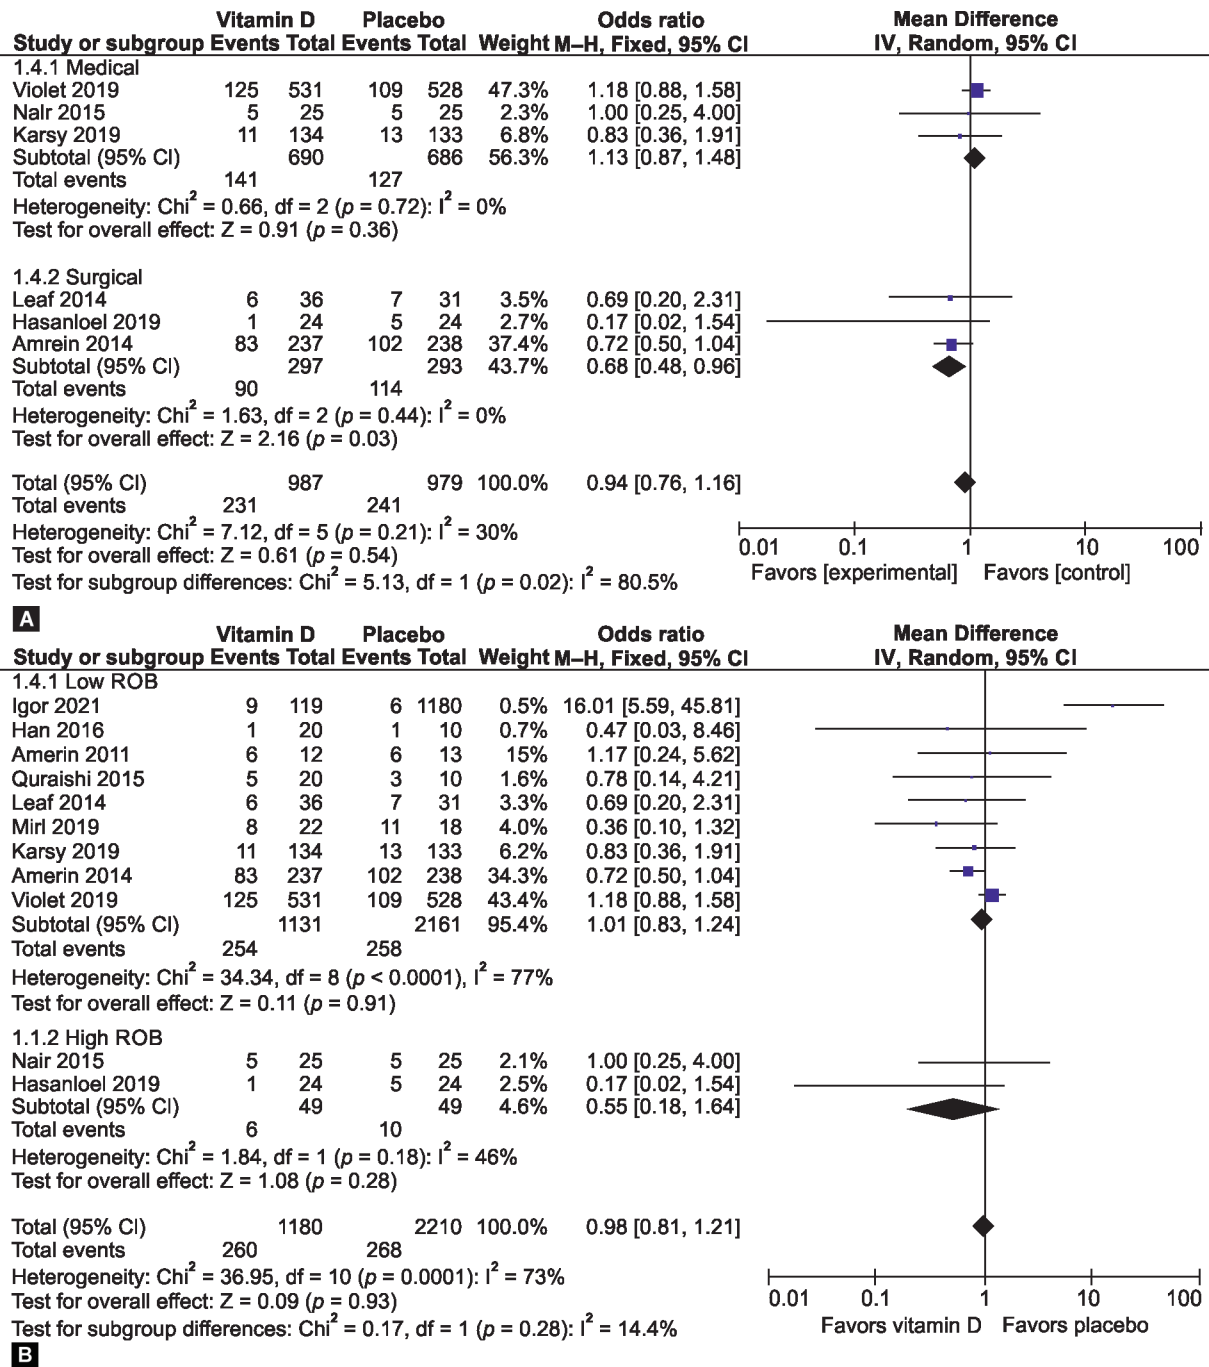 Vitamin D Placebo Odds ratio Mean Difference
Study or subgroup Events Total Events Total Weight M–H, Fixed, 95% CI IV, Random, 95% CI
1.4.1 Medical
Violet 2019 125 531 109 528 47.3% 1.18 [0.88, 1.58]
Nalr 2015 5 25 5 25 2.3% 1.00 [0.25, 4.00]
Karsy 2019 11 134 13 133 6.8% 0.83 [0.36, 1.91]
Subtotal (95% CI) 690 686 56.3% 1.13 [0.87, 1.48]
Total events 141 127
Heterogeneity: Chi² = 0.66, df = 2 (p = 0.72): I² = 0%
Test for overall effect: Z = 0.91 (p = 0.36)
1.4.2 Surgical
Leaf 2014 6 36 7 31 3.5% 0.69 [0.20, 2.31]
Hasanloel 2019 1 24 5 24 2.7% 0.17 [0.02, 1.54]
Amrein 2014 83 237 102 238 37.4% 0.72 [0.50, 1.04]
Subtotal (95% CI) 297 293 43.7% 0.68 [0.48, 0.96]
Total events 90 114
Heterogeneity: Chi² = 1.63, df = 2 (p = 0.44): I² = 0%
Test for overall effect: Z = 2.16 (p = 0.03)
Total (95% CI) 987 979 100.0% 0.94 [0.76, 1.16]
Total events 231 241
Heterogeneity: Chi² = 7.12, df = 5 (p = 0.21): I² = 30%
Test for overall effect: Z = 0.61 (p = 0.54)
Test for subgroup differences: Chi² = 5.13, df = 1 (p = 0.02): I² = 80.5%
0.01 0.1 1 10 100
Favors [experimental] Favors [control]
A
Vitamin D Placebo Odds ratio Mean Difference
Study or subgroup Events Total Events Total Weight M–H, Fixed, 95% CI IV, Random, 95% CI
1.4.1 Low ROB
Igor 2021 9 119 6 1180 0.5% 16.01 [5.59, 45.81]
Han 2016 1 20 1 10 0.7% 0.47 [0.03, 8.46]
Amerin 2011 6 12 6 13 15% 1.17 [0.24, 5.62]
Quraishi 2015 5 20 3 10 1.6% 0.78 [0.14, 4.21]
Leaf 2014 6 36 7 31 3.3% 0.69 [0.20, 2.31]
Mirl 2019 8 22 11 18 4.0% 0.36 [0.10, 1.32]
Karsy 2019 11 134 13 133 6.2% 0.83 [0.36, 1.91]
Amerin 2014 83 237 102 238 34.3% 0.72 [0.50, 1.04]
Violet 2019 125 531 109 528 43.4% 1.18 [0.88, 1.58]
Subtotal (95% CI) 1131 2161 95.4% 1.01 [0.83, 1.24]
Total events 254 258
Heterogeneity: Chi² = 34.34, df = 8 (p < 0.0001), I² = 77%
Test for overall effect: Z = 0.11 (p = 0.91)
1.1.2 High ROB
Nair 2015 5 25 5 25 2.1% 1.00 [0.25, 4.00]
Hasanloel 2019 1 24 5 24 2.5% 0.17 [0.02, 1.54]
Subtotal (95% CI) 49 49 4.6% 0.55 [0.18, 1.64]
Total events 6 10
Heterogeneity: Chi² = 1.84, df = 1 (p = 0.18): I² = 46%
Test for overall effect: Z = 1.08 (p = 0.28)
Total (95% CI) 1180 2210 100.0% 0.98 [0.81, 1.21]
Total events 260 268
Heterogeneity: Chi² = 36.95, df = 10 (p = 0.0001): I² = 73%
Test for overall effect: Z = 0.09 (p = 0.93)
Test for subgroup differences: Chi² = 0.17, df = 1 (p = 0.28): I² = 14.4%
0.01 0.1 1 10 100
Favors vitamin D Favors placebo
B